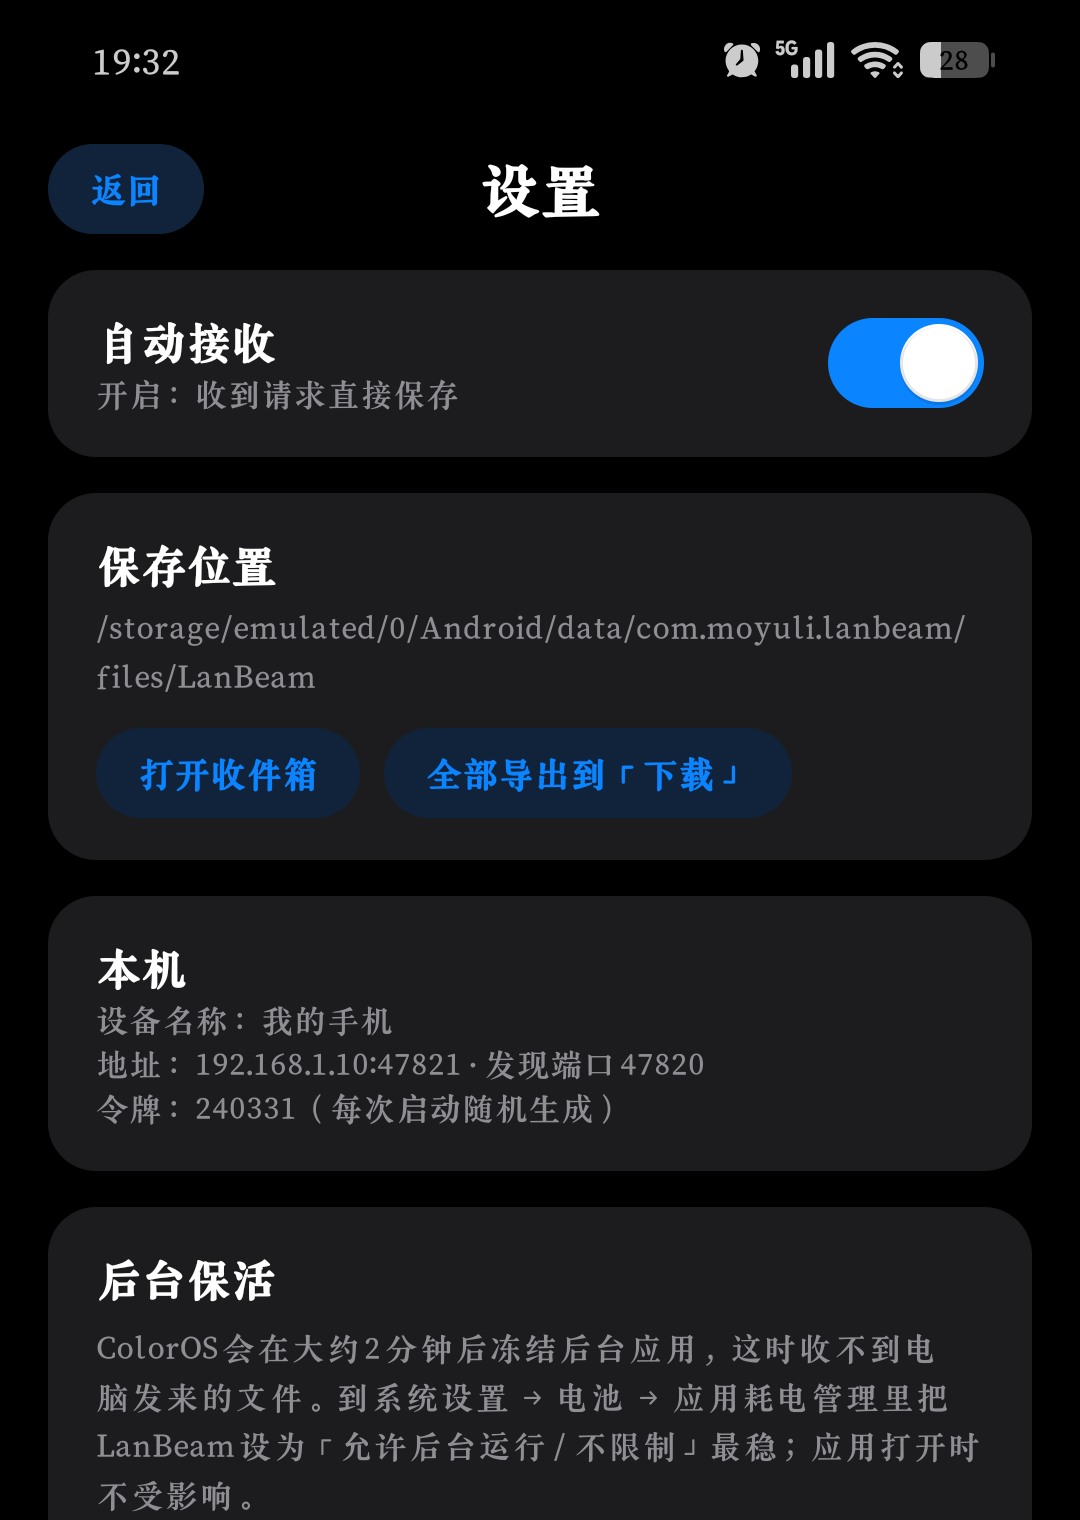 19:32
5G
28
返回
设置
自动接收
开启：收到请求直接保存
保存位置
/storage/emulated/0/Android/data/com.moyuli.lanbeam/
files/LanBeam
打开收件箱
全部导出到「下载」
本机
设备名称：我的手机
地址：192.168.1.10:47821 · 发现端口 47820
令牌：240331（每次启动随机生成）
后台保活
ColorOS 会在大约 2 分钟后冻结后台应用，这时收不到电
脑发来的文件。到系统设置 → 电池 → 应用耗电管理里把
LanBeam 设为「允许后台运行 / 不限制」最稳；应用打开时
不受影响。